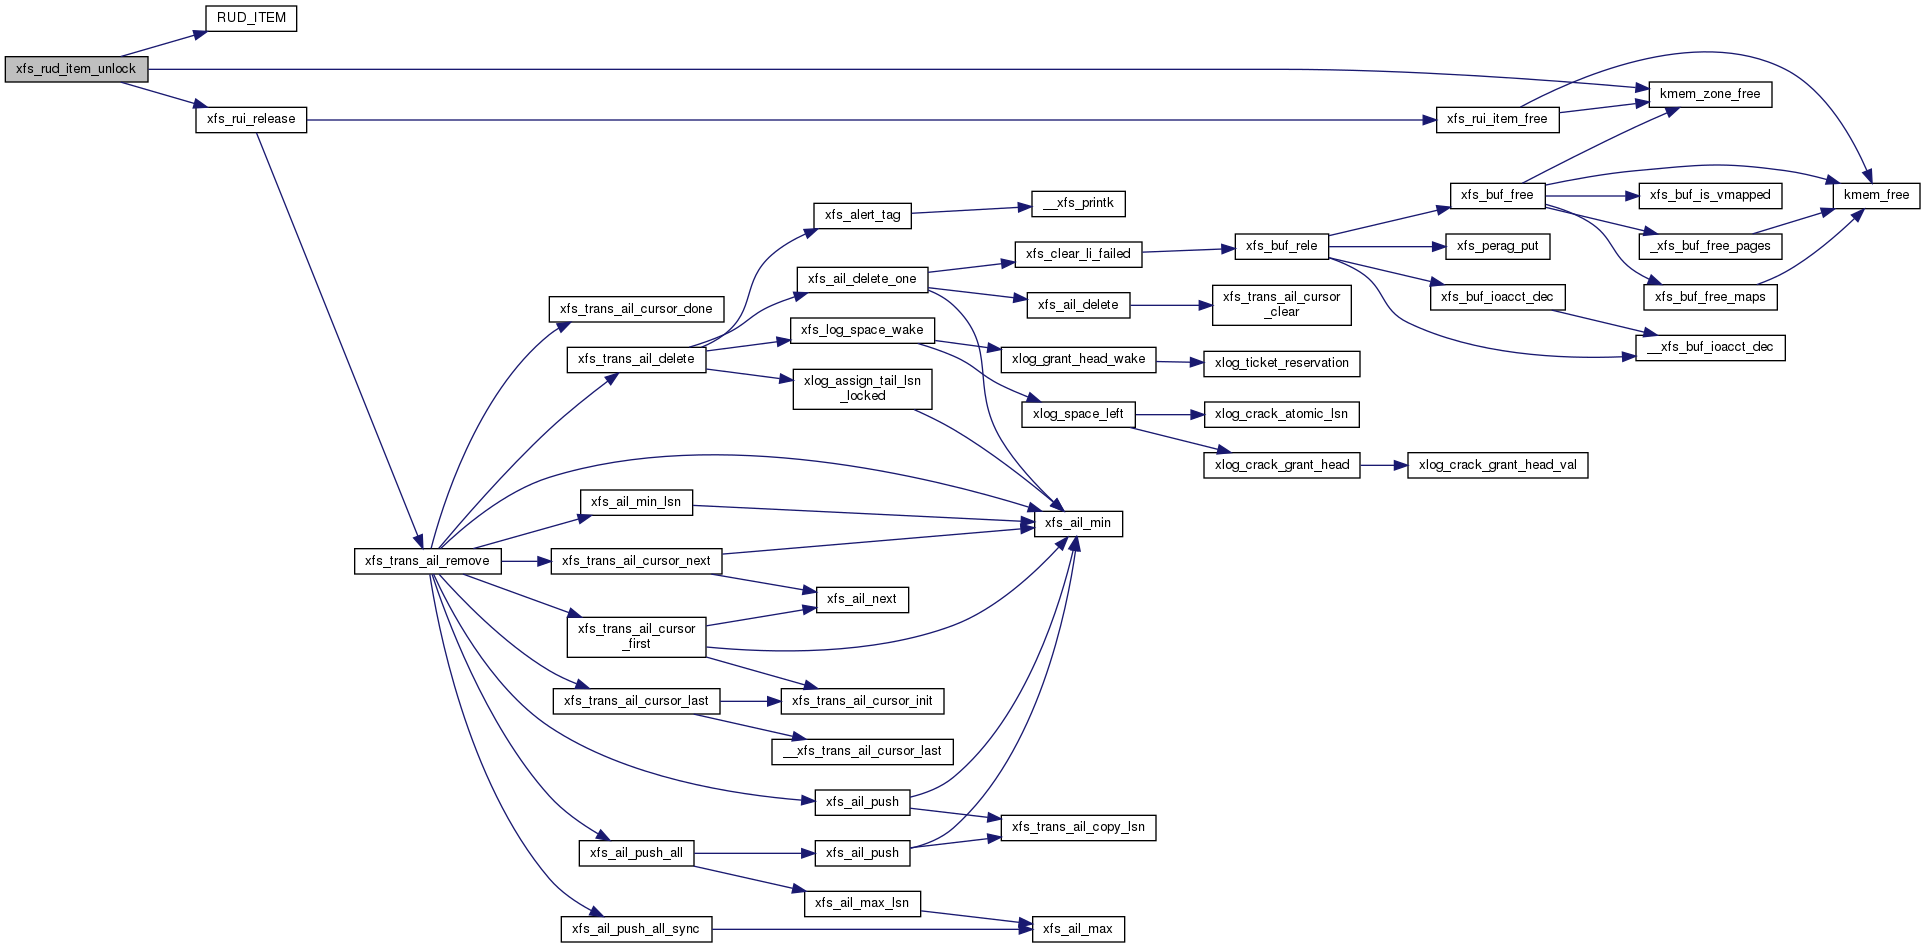 RUD_ITEM
xfs_rud_item_unlock
kmem_zone_free
xfs_rui_release
xfs_rui_item_free
xfs_buf_free
xfs_buf_is_vmapped
kmem_free
xfs_alert_tag
__xfs_printk
xfs_buf_rele
xfs_perag_put
_xfs_buf_free_pages
xfs_clear_li_failed
xfs_ail_delete_one
xfs_ail_delete
xfs_trans_ail_cursor
_clear
xfs_buf_ioacct_dec
xfs_buf_free_maps
xfs_trans_ail_cursor_done
xfs_log_space_wake
xfs_trans_ail_delete
xlog_grant_head_wake
xlog_ticket_reservation
__xfs_buf_ioacct_dec
xlog_assign_tail_lsn
_locked
xlog_space_left
xlog_crack_atomic_lsn
xlog_crack_grant_head
xlog_crack_grant_head_val
xfs_ail_min_lsn
xfs_ail_min
xfs_trans_ail_remove
xfs_trans_ail_cursor_next
xfs_ail_next
xfs_trans_ail_cursor
_first
xfs_trans_ail_cursor_last
xfs_trans_ail_cursor_init
__xfs_trans_ail_cursor_last
xfs_ail_push
xfs_trans_ail_copy_lsn
xfs_ail_push_all
xfs_ail_push
xfs_ail_max_lsn
xfs_ail_push_all_sync
xfs_ail_max